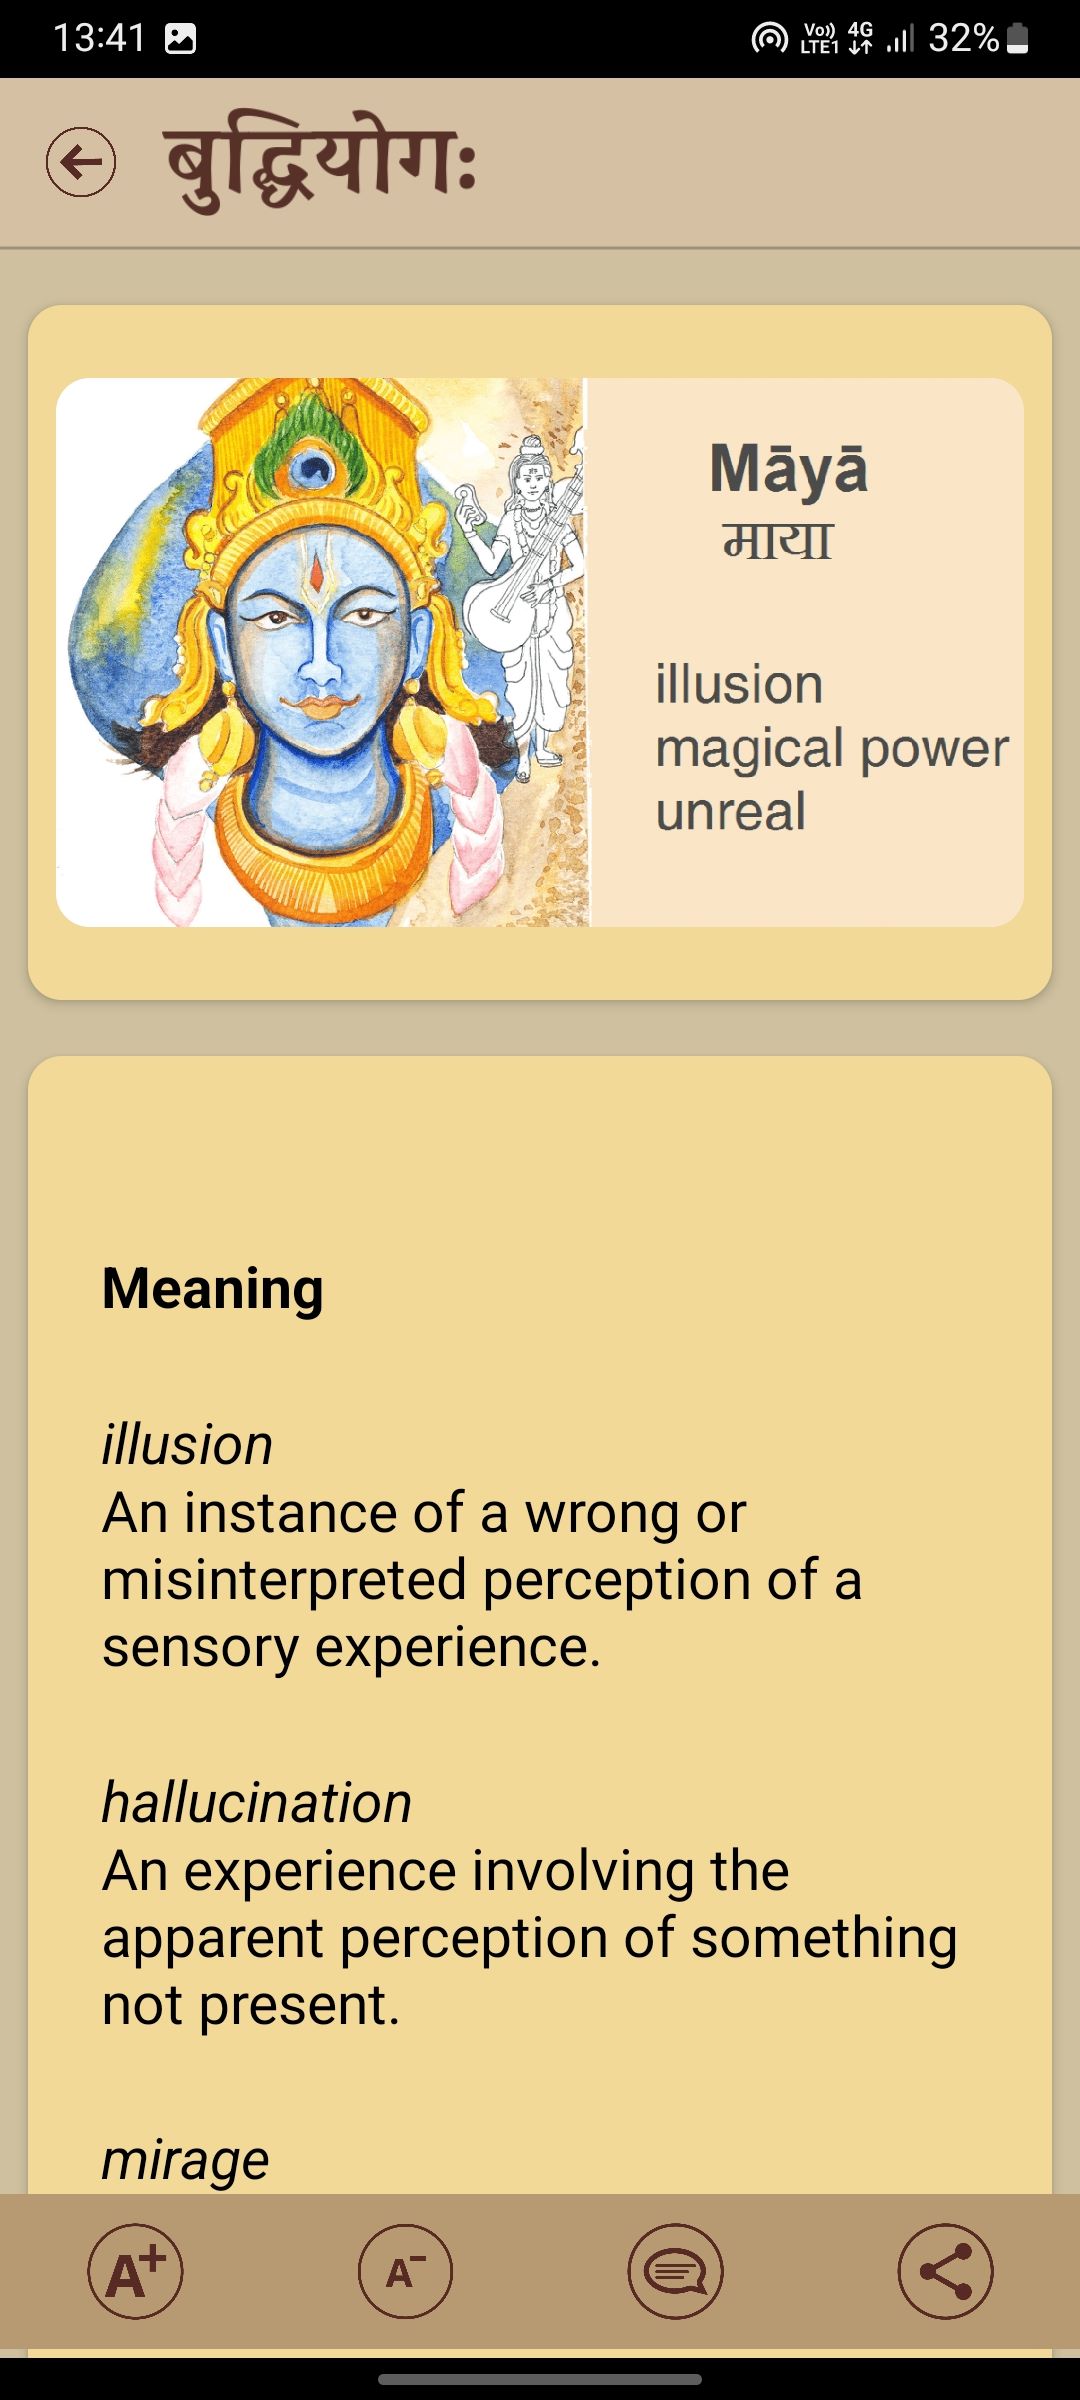 13:41
Vo)) LTE1 4G 32%
बुद्धियोगः
Māyā
माया
illusion
magical power
unreal
Meaning
illusion
An instance of a wrong or
misinterpreted perception of a
sensory experience.
hallucination
An experience involving the
apparent perception of something
not present.
mirage
A+ A-